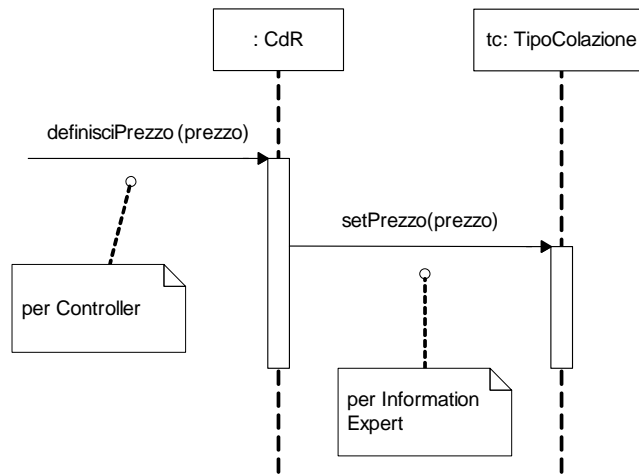 : CdR
tc: TipoColazione
definisciPrezzo (prezzo)
setPrezzo(prezzo)
per Controller
per Information
Expert